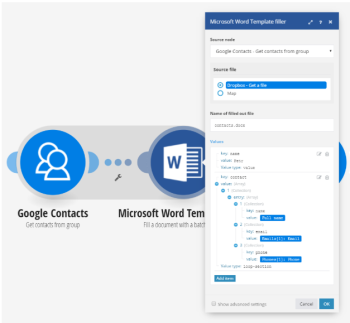 Microsoft Word Template filler
Source node
Google Contacts - Get contacts from group
Source file
Dropbox - Get a file
Map
Name of filled out file
contacts.docx
Values
Key: name
value:
Value type: value
Key: contact
value: (Array)
1 (Collection)
array: (Array)
1 (Collection)
key: name
value: Full name
2 (Collection)
key: email
value: Emails[1]: Email
3 (Collection)
key: phone
value: Phones[1]: Phone
Value type: loop-section
Add item
Show advanced settings
Cancel
OK
Google Contacts
Get contacts from group
Microsoft Word Tem
Fill a document with a batch
W